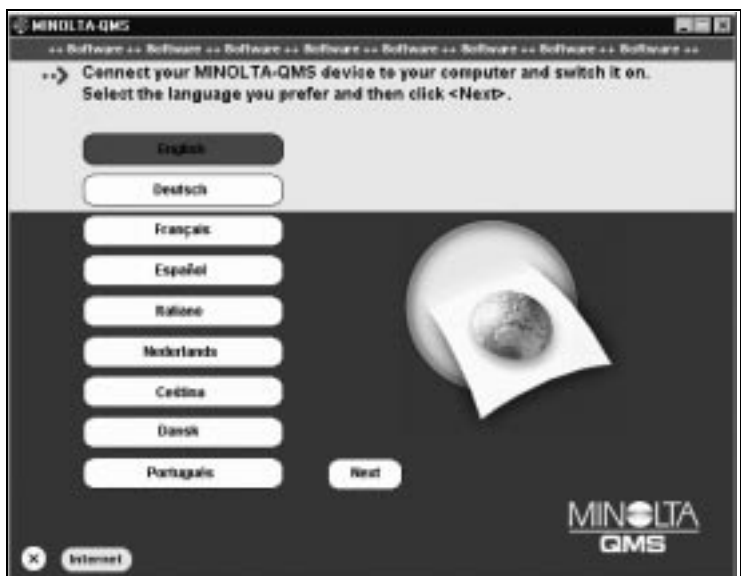 MINOLTA-QMS
++ Software ++ Software ++ Software ++ Software ++ Software ++ Software ++ Software ++ Software ++
Connect your MINOLTA-QMS device to your computer and switch it on.
Select the language you prefer and then click <Next>.
English
Deutsch
Français
Español
Italiano
Nederlands
Čeština
Dansk
Português
Next
MINOLTA
QMS
Internet